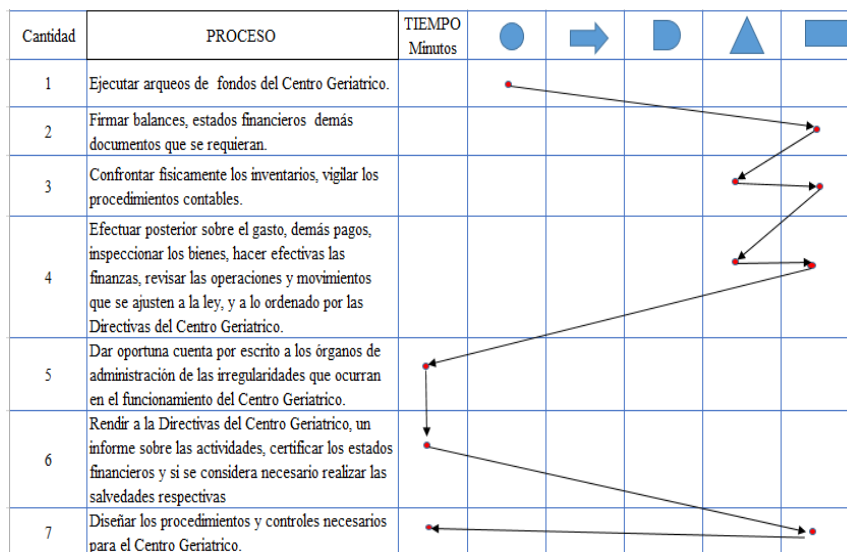 Cantidad
PROCESO
TIEMPO
Minutos
1
Ejecutar arqueos de fondos del Centro Geriatrico.
2
Firmar balances, estados financieros demás
documentos que se requieran.
3
Confrontar fisicamente los inventarios, vigilar los
procedimientos contables.
4
Efectuar posterior sobre el gasto, demás pagos,
inspeccionar los bienes, hacer efectivas las
finanzas, revisar las operaciones y movimientos
que se ajusten a la ley, y a lo ordenado por las
Directivas del Centro Geriatrico.
5
Dar oportuna cuenta por escrito a los órganos de
administración de las irregularidades que ocurran
en el funcionamiento del Centro Geriatrico.
6
Rendir a la Directivas del Centro Geriatrico, un
informe sobre las actividades, certificar los estados
financieros y si se considera necesario realizar las
salvedades respectivas
7
Diseñar los procedimientos y controles necesarios
para el Centro Geriatrico.